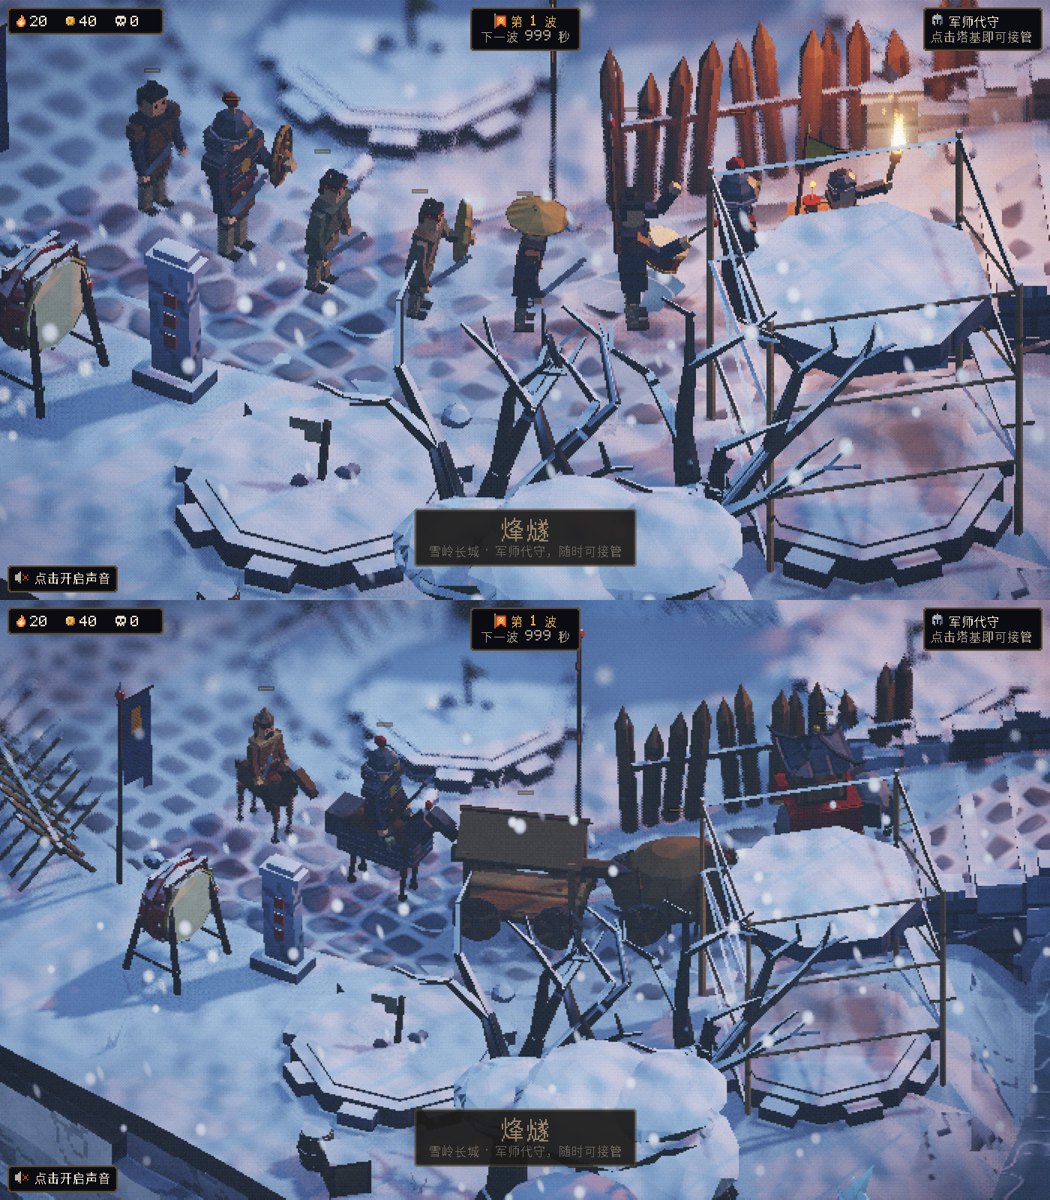 20 40 0
第 1 波
下一波 999 秒
军师代守
点击塔基即可接管
烽燧
雪岭长城 · 军师代守，随时可接管
点击开启声音
20 40 0
第 1 波
下一波 999 秒
军师代守
点击塔基即可接管
烽燧
雪岭长城 · 军师代守，随时可接管
点击开启声音